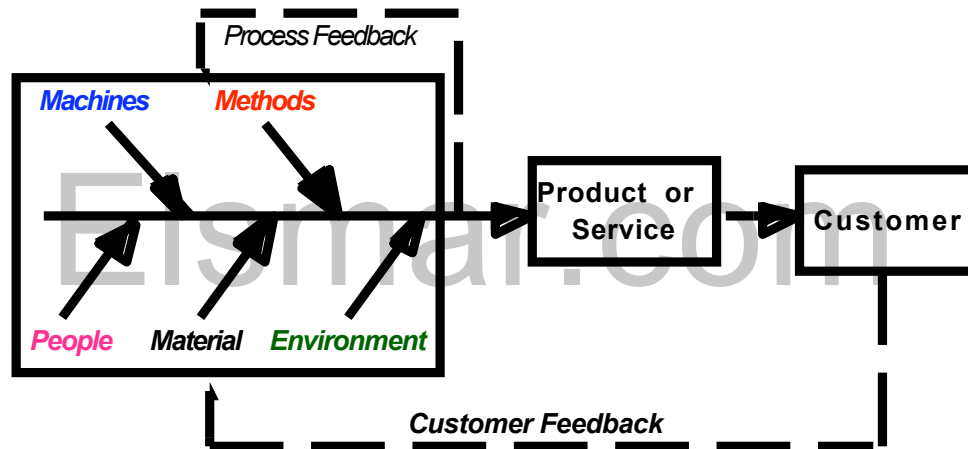 Process Feedback
Machines Methods
Product or
Service
Customer
Elsmar.com
People Material Environment
Customer Feedback